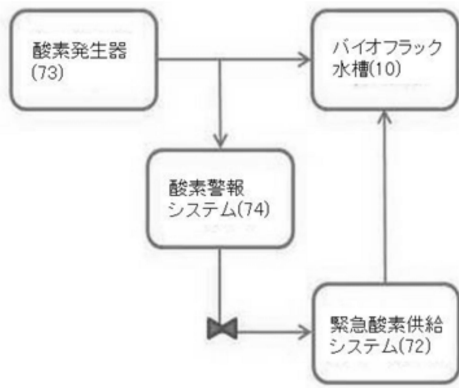 酸素発生器
(73)
バイオフラック
水槽(10)
酸素警報
システム(74)
緊急酸素供給
システム(72)